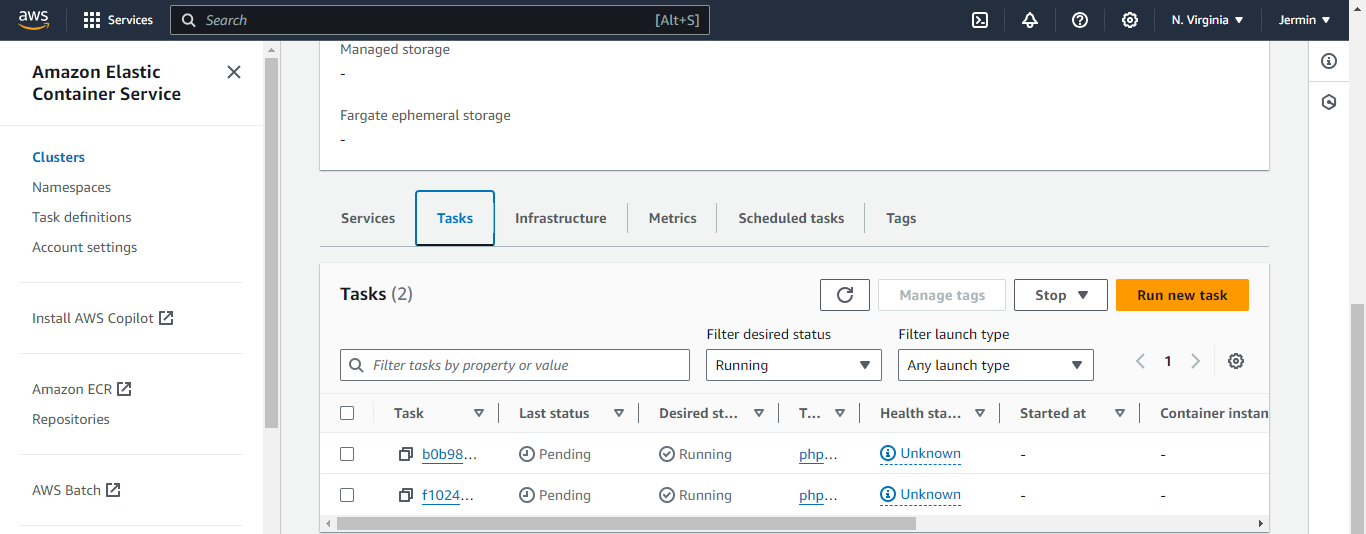 aws Services Search [Alt+S] N. Virginia Jermin
Amazon Elastic
Container Service
Clusters
Namespaces
Task definitions
Account settings
Install AWS Copilot
Amazon ECR
Repositories
AWS Batch
Managed storage
-
Fargate ephemeral storage
-
Services Tasks Infrastructure Metrics Scheduled tasks Tags
Tasks (2) Manage tags Stop Run new task
Filter desired status Filter launch type
Filter tasks by property or value Running Any launch type 1
Task Last status Desired st... T... Health sta... Started at Container instan
b0b98... Pending Running php... Unknown - -
f1024... Pending Running php... Unknown - -